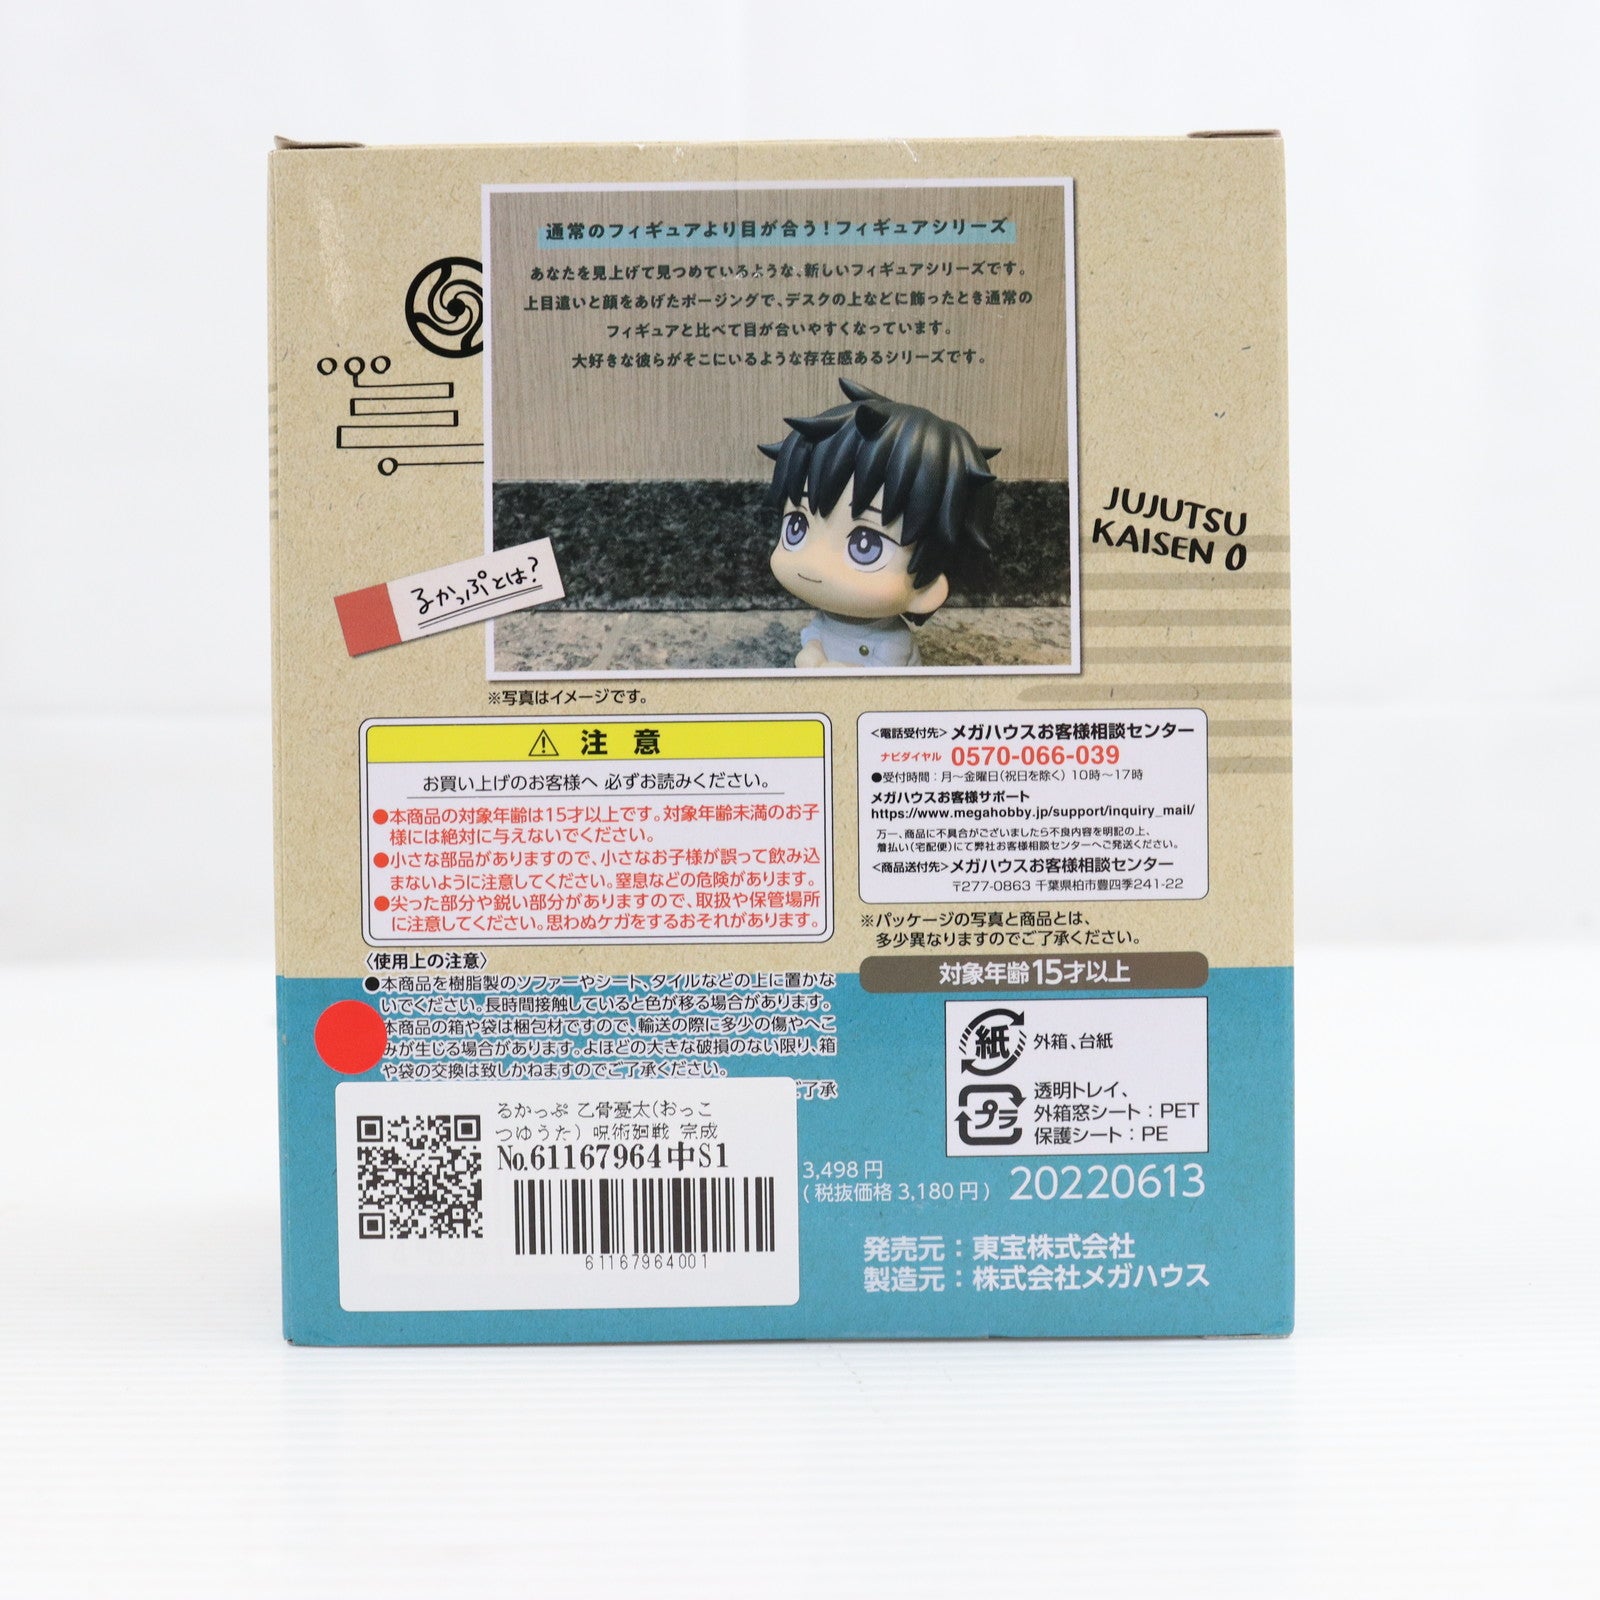 通常のフィギュアより目が合う!フィギュアシリーズ
あなたを見上げて見つめているような、新しいフィギュアシリーズです。
上目遣いと顔をあげたポージングで、デスクの上などに飾ったとき通常の
フィギュアと比べて目が合いやすくなっています。
大好きな彼らがそこにいるような存在感あるシリーズです。
JUJUTSU
KAISEN 0
るかっぷとは?
※写真はイメージです。
注 意
お買い上げのお客様へ 必ずお読みください。
●本商品の対象年齢は15才以上です。対象年齢未満のお子
様には絶対に与えないでください。
●小さな部品がありますので、小さなお子様が誤って飲み込
まないように注意してください。窒息などの危険があります。
●尖った部分や鋭い部分がありますので、取扱や保管場所
に注意してください。思わぬケガをするおそれがあります。
〈使用上の注意〉
●本商品を樹脂製のソファーやシート、タイルなどの上に置かな
いでください。長時間接触していると色が移る場合があります。
本商品の箱や袋は梱包材ですので、輸送の際に多少の傷やへこ
みが生じる場合があります。よほどの大きな破損のない限り、箱
や袋の交換は致しかねますのでご了承ください。
ご了承
<電話受付先>メガハウスお客様相談センター
ナビダイヤル 0570-066-039
●受付時間:月～金曜日(祝日を除く) 10時～17時
メガハウスお客様サポート
https://www.megahobby.jp/support/inquiry_mail/
万一、商品に不具合がございましたら不良内容を明記の上、
着払い(宅配便)にて弊社お客様相談センターへご発送ください。
<商品送付先>メガハウスお客様相談センター
〒277-0863 千葉県柏市豊四季241-22
※パッケージの写真と商品とは、
多少異なりますのでご了承ください。
対象年齢15才以上
紙 外箱、台紙
プラ 透明トレイ、
外箱窓シート:PET
保護シート:PE
るかっぷ 乙骨憂太(おっこ
つゆうた) 呪術廻戦 完成
No.61167964中S1
61167964001
3,498円
(税抜価格3,180円)
20220613
発売元:東宝株式会社
製造元:株式会社メガハウス